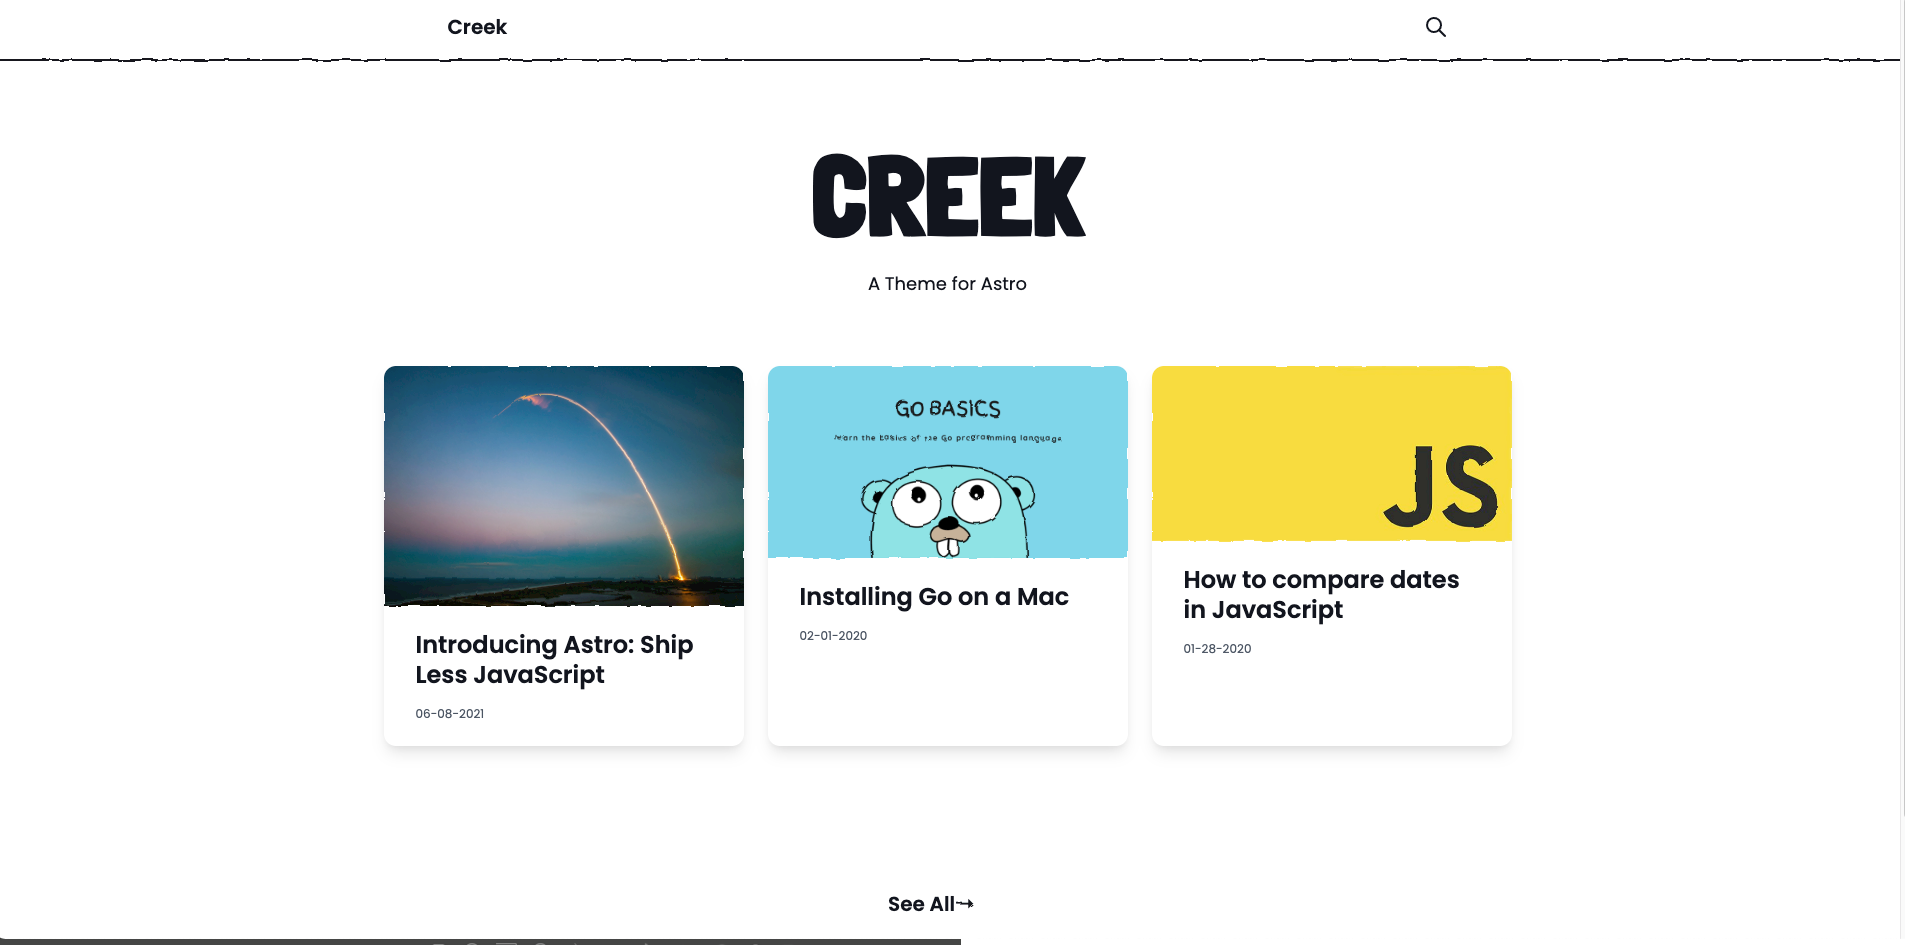 Creek
CREEK
A Theme for Astro
GO BASICS
Learn the basics of the Go programming language
JS
Introducing Astro: Ship
Less JavaScript
06-08-2021
Installing Go on a Mac
02-01-2020
How to compare dates
in JavaScript
01-28-2020
See All→